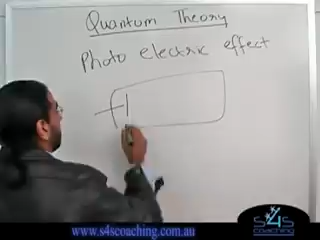 Quantum Theory
Photo electric effect
S4S
coaching
www.s4scoaching.com.au